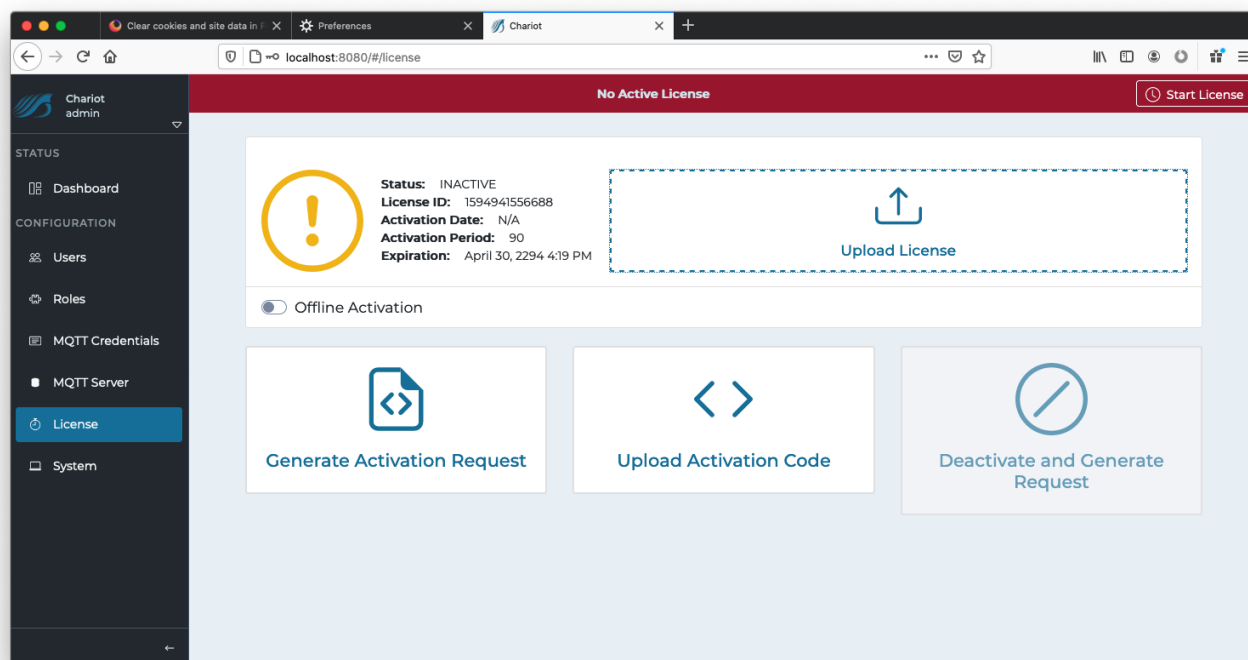 Clear cookies and site data in F
Preferences
Chariot
localhost:8080/#/license
Chariot
admin
No Active License
Start License
STATUS
Dashboard
CONFIGURATION
Users
Roles
MQTT Credentials
MQTT Server
License
System
Status: INACTIVE
License ID: 1594941556688
Activation Date: N/A
Activation Period: 90
Expiration: April 30, 2294 4:19 PM
Upload License
Offline Activation
Generate Activation Request
Upload Activation Code
Deactivate and Generate
Request